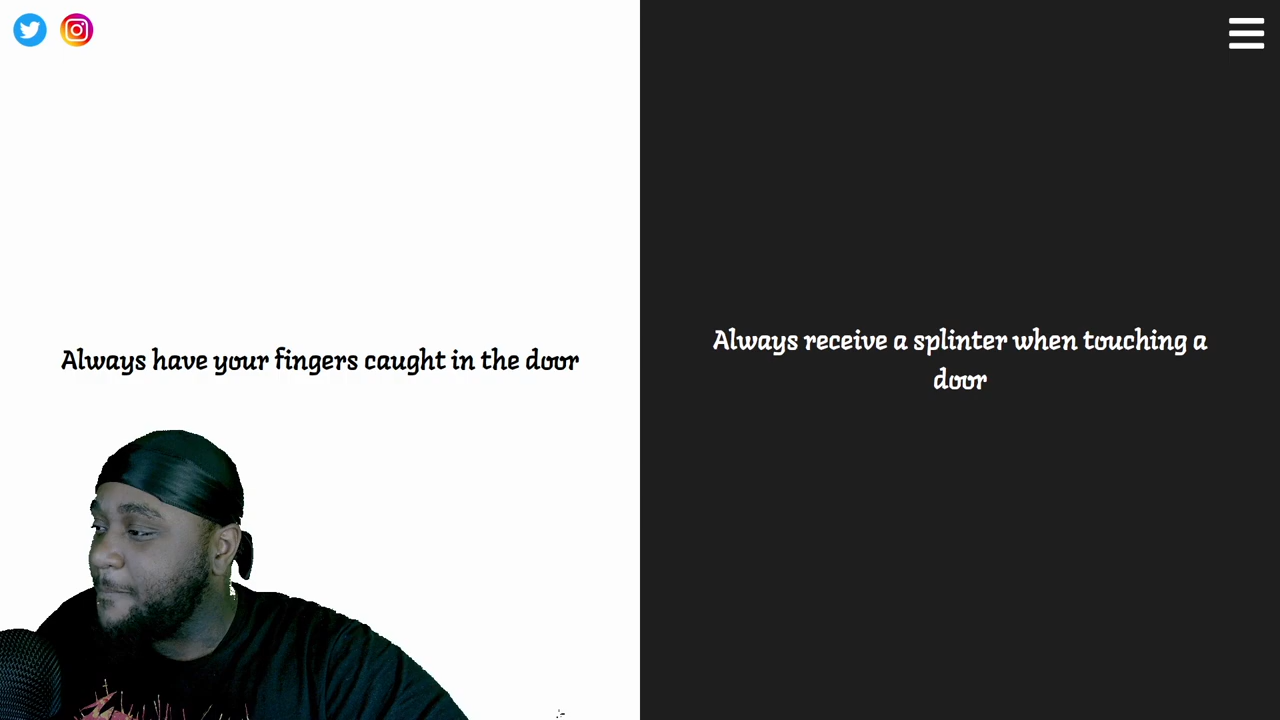 Always have your fingers caught in the door
Always receive a splinter when touching a
door